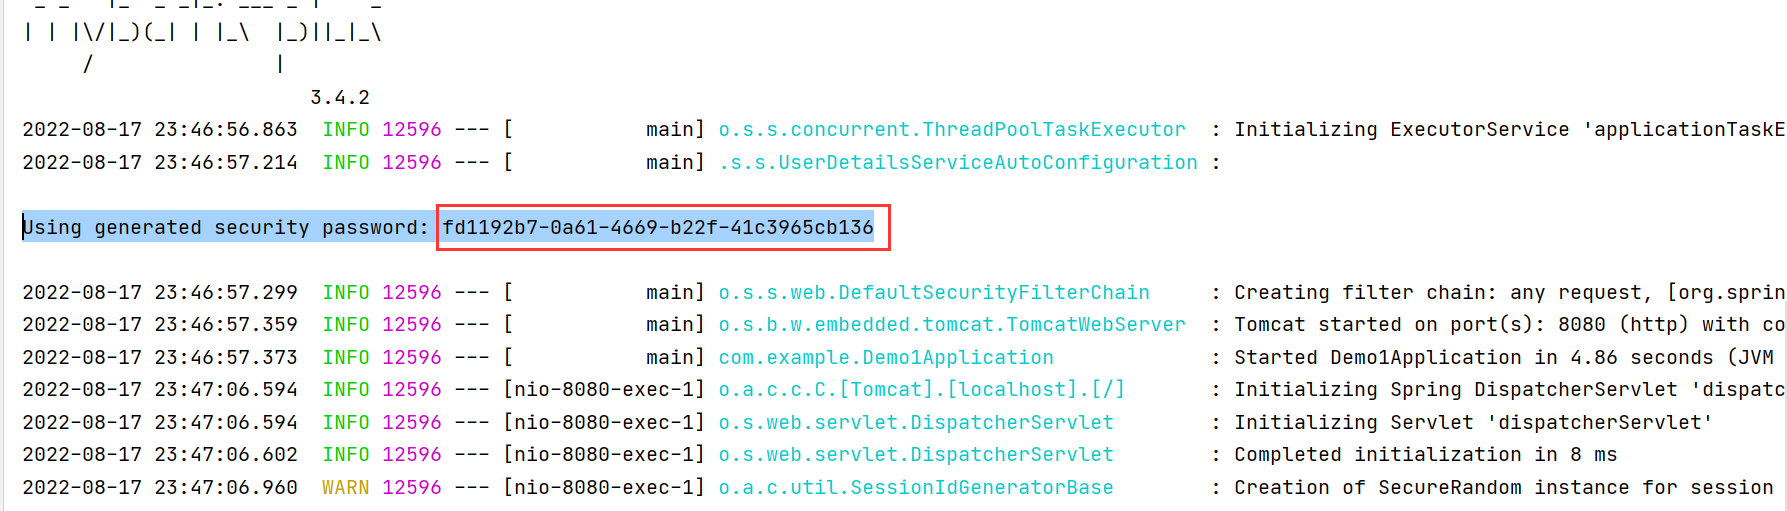 _ _   |_  _ _|_. ___ _ |    _
| | |\/|_)(_| | |_\  |_)||_|_\
     /               |
                        3.4.2
2022-08-17 23:46:56.863  INFO 12596 --- [           main] o.s.s.concurrent.ThreadPoolTaskExecutor  : Initializing ExecutorService 'applicationTaskE
2022-08-17 23:46:57.214  INFO 12596 --- [           main] .s.s.UserDetailsServiceAutoConfiguration :
Using generated security password: fd1192b7-0a61-4669-b22f-41c3965cb136
2022-08-17 23:46:57.299  INFO 12596 --- [           main] o.s.s.web.DefaultSecurityFilterChain     : Creating filter chain: any request, [org.sprin
2022-08-17 23:46:57.359  INFO 12596 --- [           main] o.s.b.w.embedded.tomcat.TomcatWebServer  : Tomcat started on port(s): 8080 (http) with co
2022-08-17 23:46:57.373  INFO 12596 --- [           main] com.example.Demo1Application             : Started Demo1Application in 4.86 seconds (JVM
2022-08-17 23:47:06.594  INFO 12596 --- [nio-8080-exec-1] o.a.c.c.C.[Tomcat].[localhost].[/]       : Initializing Spring DispatcherServlet 'dispatc
2022-08-17 23:47:06.594  INFO 12596 --- [nio-8080-exec-1] o.s.web.servlet.DispatcherServlet        : Initializing Servlet 'dispatcherServlet'
2022-08-17 23:47:06.602  INFO 12596 --- [nio-8080-exec-1] o.s.web.servlet.DispatcherServlet        : Completed initialization in 8 ms
2022-08-17 23:47:06.960  WARN 12596 --- [nio-8080-exec-1] o.a.c.util.SessionIdGeneratorBase        : Creation of SecureRandom instance for session